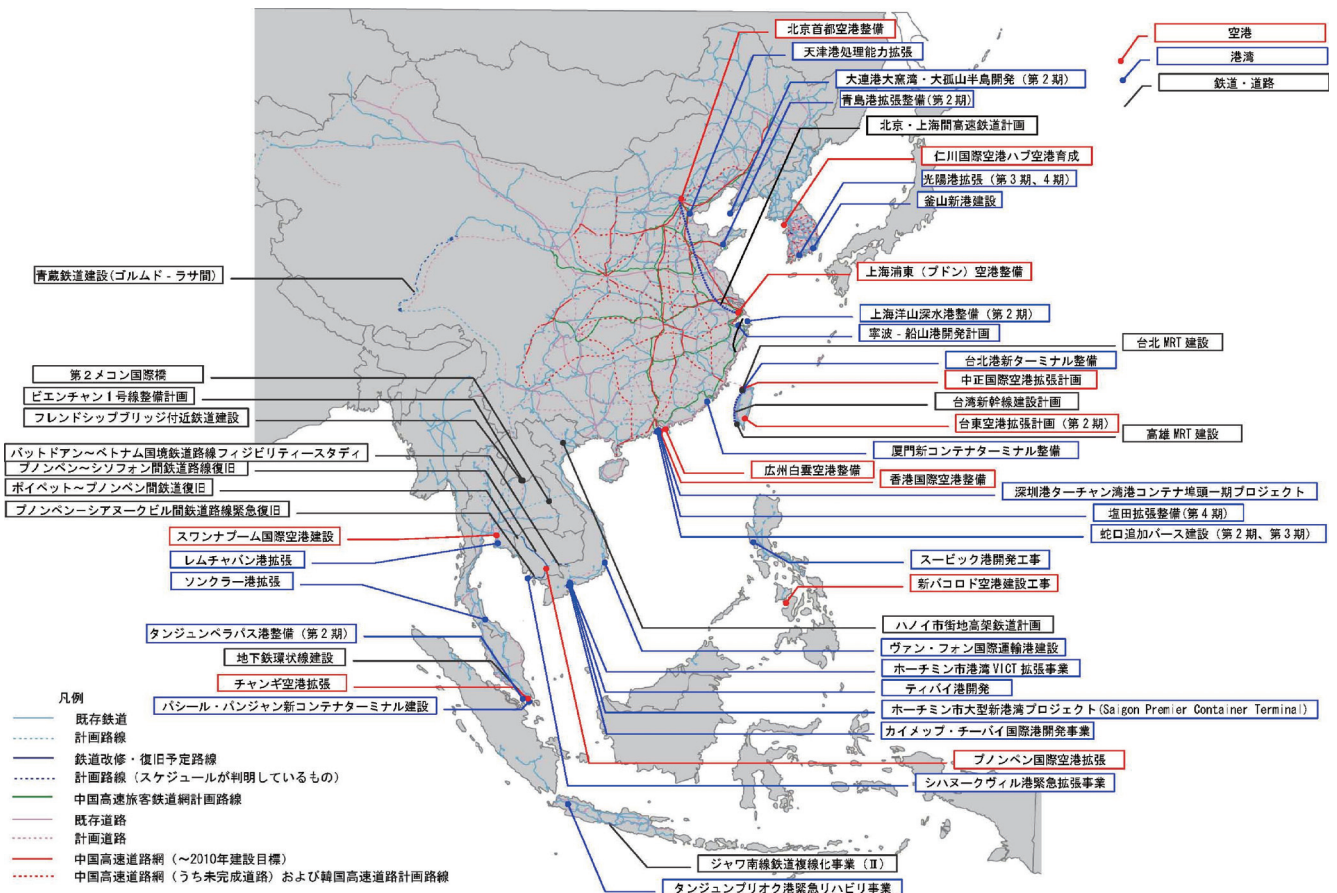 北京首都空港整備
天津港処理能力拡張
大連港大窯湾・大孤山半島開発（第２期）
青島港拡張整備(第２期)
北京・上海間高速鉄道計画
空港
港湾
鉄道・道路
仁川国際空港ハブ空港育成
光陽港拡張（第３期、４期）
釜山新港建設
青蔵鉄道建設(ゴルムド‐ラサ間)
上海浦東（プドン）空港整備
上海洋山深水港整備（第２期）
寧波‐船山港開発計画
台北 MRT 建設
台北港新ターミナル整備
中正国際空港拡張計画
台湾新幹線建設計画
台東空港拡張計画（第２期）
高雄 MRT 建設
厦門新コンテナターミナル整備
第２メコン国際橋
ビエンチャン１号線整備計画
フレンドシップブリッジ付近鉄道建設
バットドアン～ベトナム国境鉄道路線フィジビリティースタディ
プノンペン～シソフォン間鉄道路線復旧
ポイペット～プノンペン間鉄道復旧
プノンペン－シアヌークビル間鉄道路線緊急復旧
広州白雲空港整備
香港国際空港整備
深圳港ターチャン湾港コンテナ埠頭一期プロジェクト
塩田拡張整備(第４期)
蛇口追加バース建設（第２期、第３期）
スワンナプーム国際空港建設
レムチャバン港拡張
ソンクラー港拡張
スービック港開発工事
新バコロド空港建設工事
タンジュンペラパス港整備（第２期）
地下鉄環状線建設
チャンギ空港拡張
パシール・パンジャン新コンテナターミナル建設
ハノイ市街地高架鉄道計画
ヴァン・フォン国際運輸港建設
ホーチミン市港湾 VICT 拡張事業
ティバイ港開発
ホーチミン市大型新港湾プロジェクト(Saigon Premier Container Terminal)
カイメップ・チーバイ国際港開発事業
プノンペン国際空港拡張
シハヌークヴィル港緊急拡張事業
ジャワ南線鉄道複線化事業（Ⅱ）
タンジュンプリオク港緊急リハビリ事業
凡例
既存鉄道
計画路線
鉄道改修・復旧予定路線
計画路線（スケジュールが判明しているもの）
中国高速旅客鉄道網計画路線
既存道路
計画道路
中国高速道路網（～2010年建設目標）
中国高速道路網（うち未完成道路）および韓国高速道路計画路線